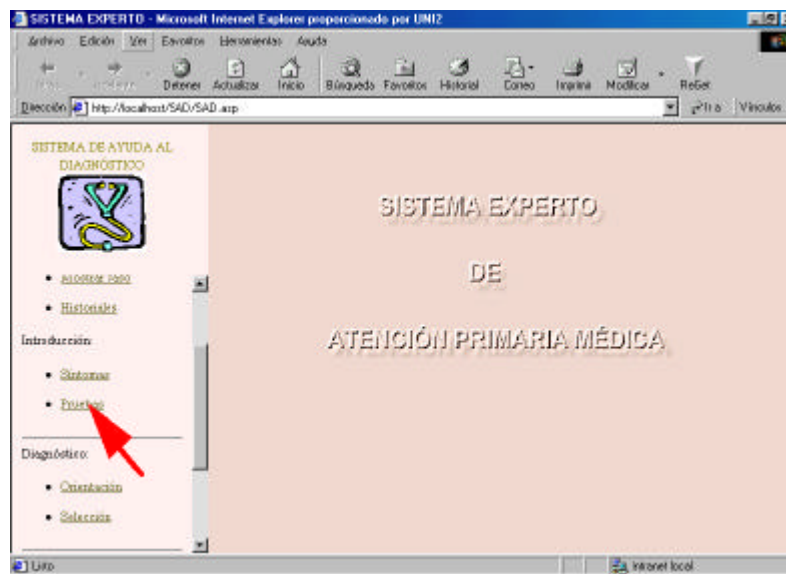 SISTEMA EXPERTO - Microsoft Internet Explorer proporcionado por UNI2
Archivo Edición Ver Favoritos Herramientas Ayuda
Detener Actualizar Inicio Búsqueda Favoritos Historial Correo Imprimir Modificar ReGet
Dirección http://localhost/SAD/SAD.asp Ir a Vínculos
SISTEMA DE AYUDA AL
DIAGNÓSTICO
Historiales
Introducción:
Síntomas
Pruebas
Diagnóstico:
Orientación
Selección
SISTEMA EXPERTO
DE
ATENCIÓN PRIMARIA MÉDICA
Listo Intranet local